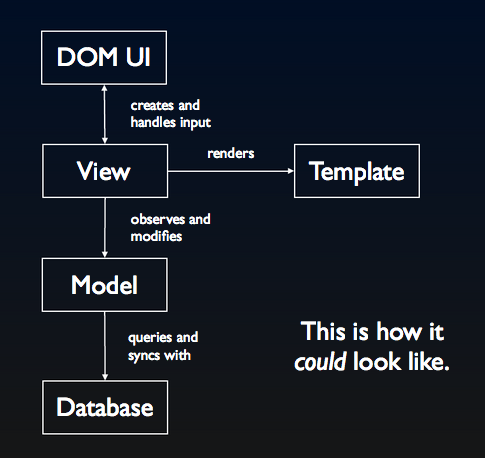 DOM UI
creates and
handles input
renders
View
Template
observes and
modifies
Model
queries and
syncs with
This is how it
could look like.
Database